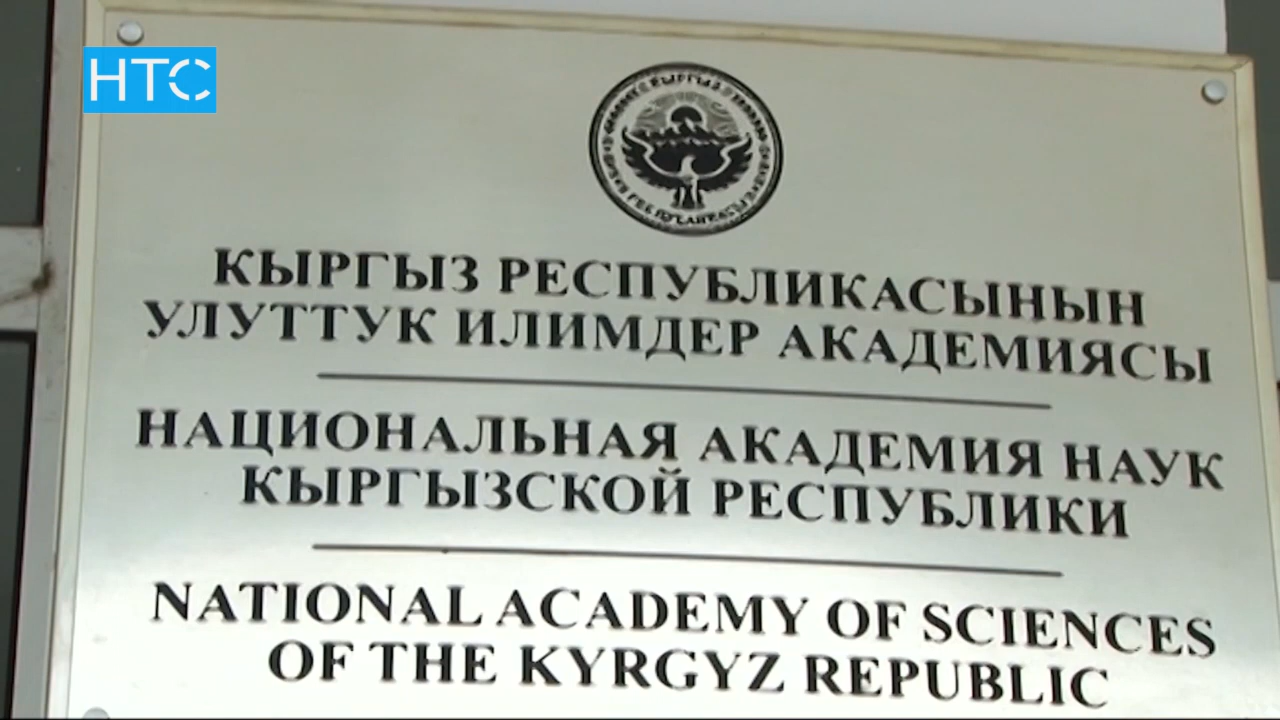 НТС
КЫРГЫЗ РЕСПУБЛИКАСЫНЫН
УЛУТТУК ИЛИМДЕР АКАДЕМИЯСЫ
НАЦИОНАЛЬНАЯ АКАДЕМИЯ НАУК
КЫРГЫЗСКОЙ РЕСПУБЛИКИ
NATIONAL ACADEMY OF SCIENCES
OF THE KYRGYZ REPUBLIC